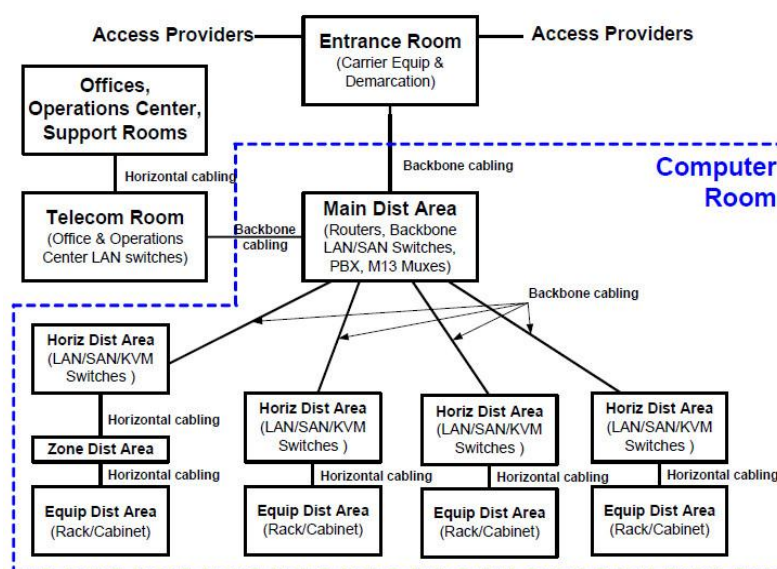 Access Providers
Entrance Room
(Carrier Equip &
Demarcation)
Access Providers
Offices,
Operations Center,
Support Rooms
Horizontal cabling
Backbone cabling
Computer
Room
Telecom Room
(Office & Operations
Center LAN switches)
Backbone
cabling
Main Dist Area
(Routers, Backbone
LAN/SAN Switches,
PBX, M13 Muxes)
Backbone cabling
Horiz Dist Area
(LAN/SAN/KVM
Switches )
Horizontal cabling
Zone Dist Area
Horizontal cabling
Equip Dist Area
(Rack/Cabinet)
Horiz Dist Area
(LAN/SAN/KVM
Switches )
Horizontal cabling
Equip Dist Area
(Rack/Cabinet)
Horiz Dist Area
(LAN/SAN/KVM
Switches )
Horizontal cabling
Equip Dist Area
(Rack/Cabinet)
Horiz Dist Area
(LAN/SAN/KVM
Switches )
Horizontal cabling
Equip Dist Area
(Rack/Cabinet)